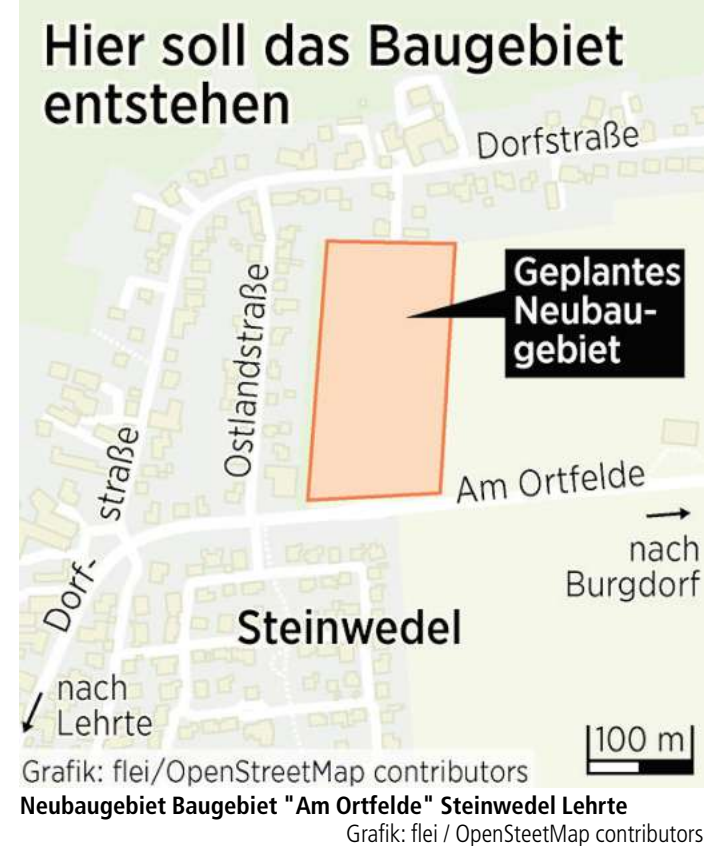 Hier soll das Baugebiet
entstehen
Dorfstraße
Geplantes
Neubau-
gebiet
Ostlandstraße
Dorf-
straße
Am Ortfelde
nach
Burgdorf
Steinwedel
nach
Lehrte
100 m
Grafik: flei/OpenStreetMap contributors
Neubaugebiet Baugebiet "Am Ortfelde" Steinwedel Lehrte
Grafik: flei / OpenSteetMap contributors